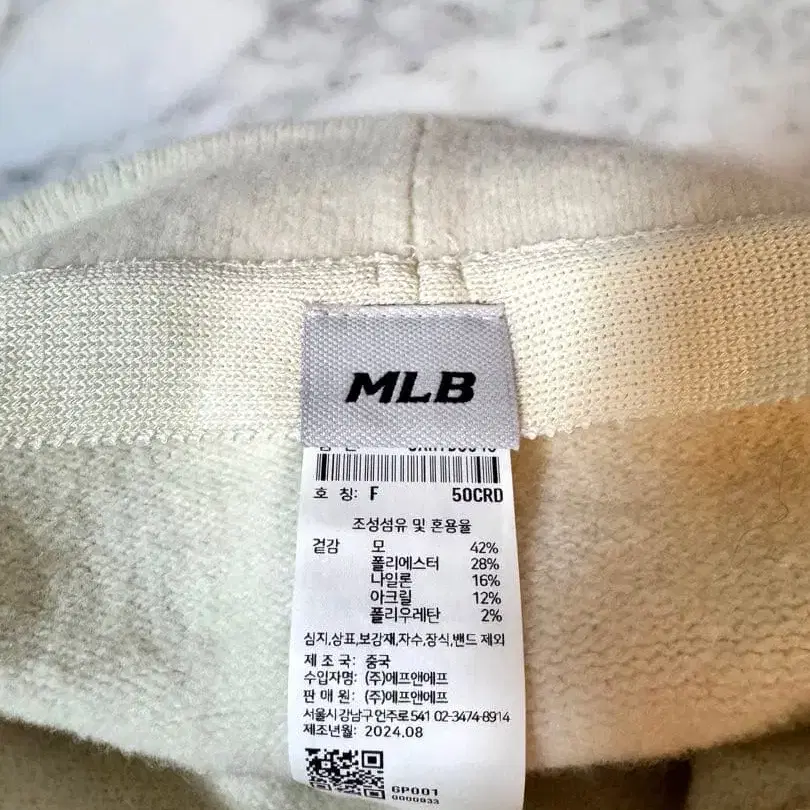 MLB
호 칭: F 50CRD
조성섬유 및 혼용율
겉감 모 42%
폴리에스터 28%
나일론 16%
아크릴 12%
폴리우레탄 2%
심지,상표,보강재,자수,장식,밴드 제외
제 조 국: 중국
수입자명: (주)에프앤에프
판 매 원: (주)에프앤에프
서울시 강남구 언주로 541 02-3474-8914
제조년월: 2024.08
GP001
0000933